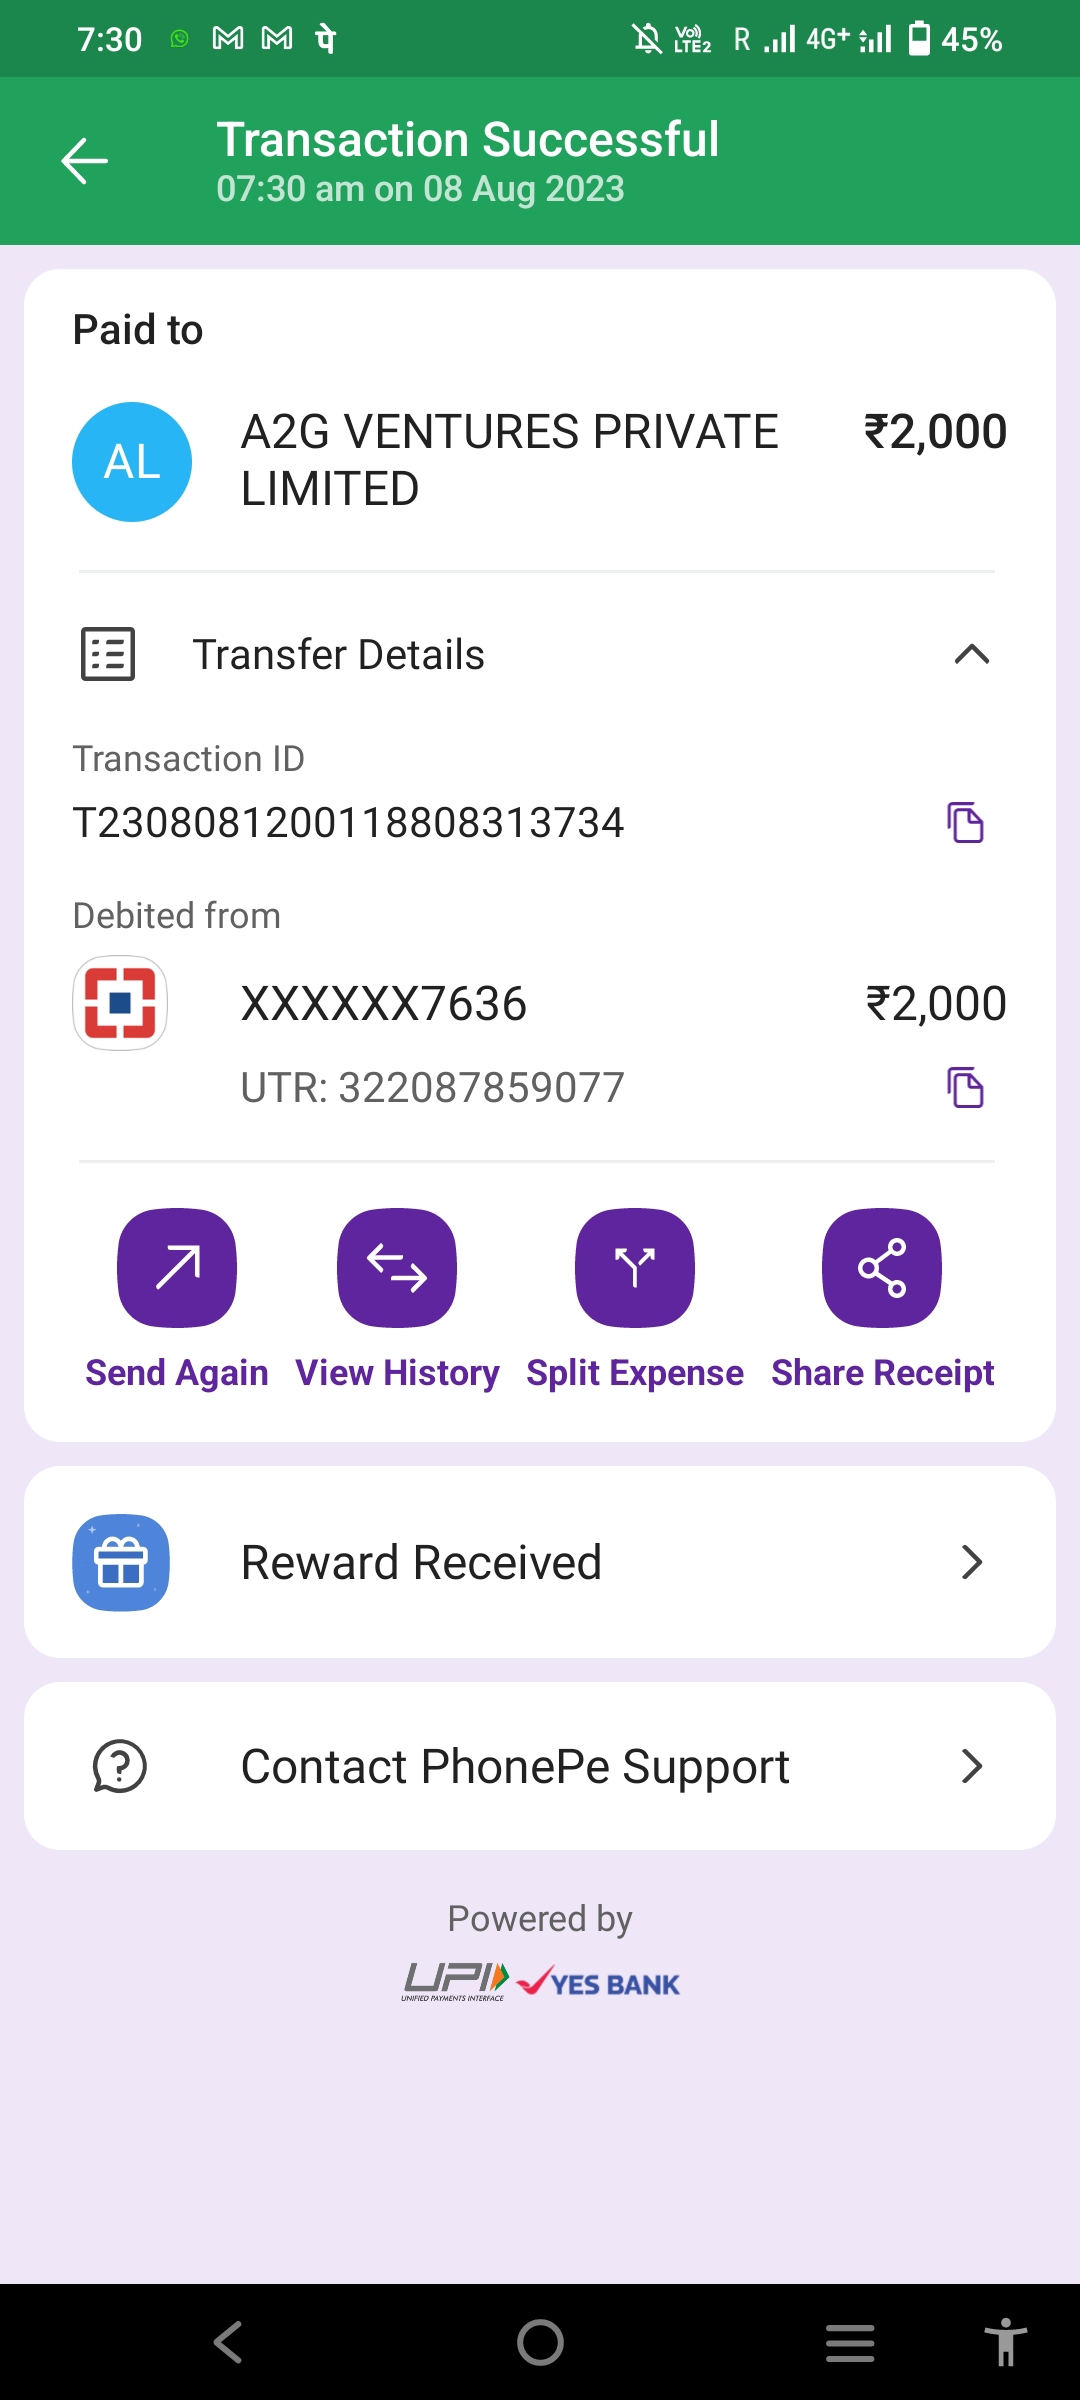 7:30 पे VoLTE2 R 4G+ 45%
Transaction Successful
07:30 am on 08 Aug 2023
Paid to
AL
A2G VENTURES PRIVATE LIMITED ₹2,000
Transfer Details
Transaction ID
T2308081200118808313734
Debited from
XXXXXX7636 ₹2,000
UTR: 322087859077
Send Again View History Split Expense Share Receipt
Reward Received
Contact PhonePe Support
Powered by
UPI YES BANK
UNIFIED PAYMENTS INTERFACE